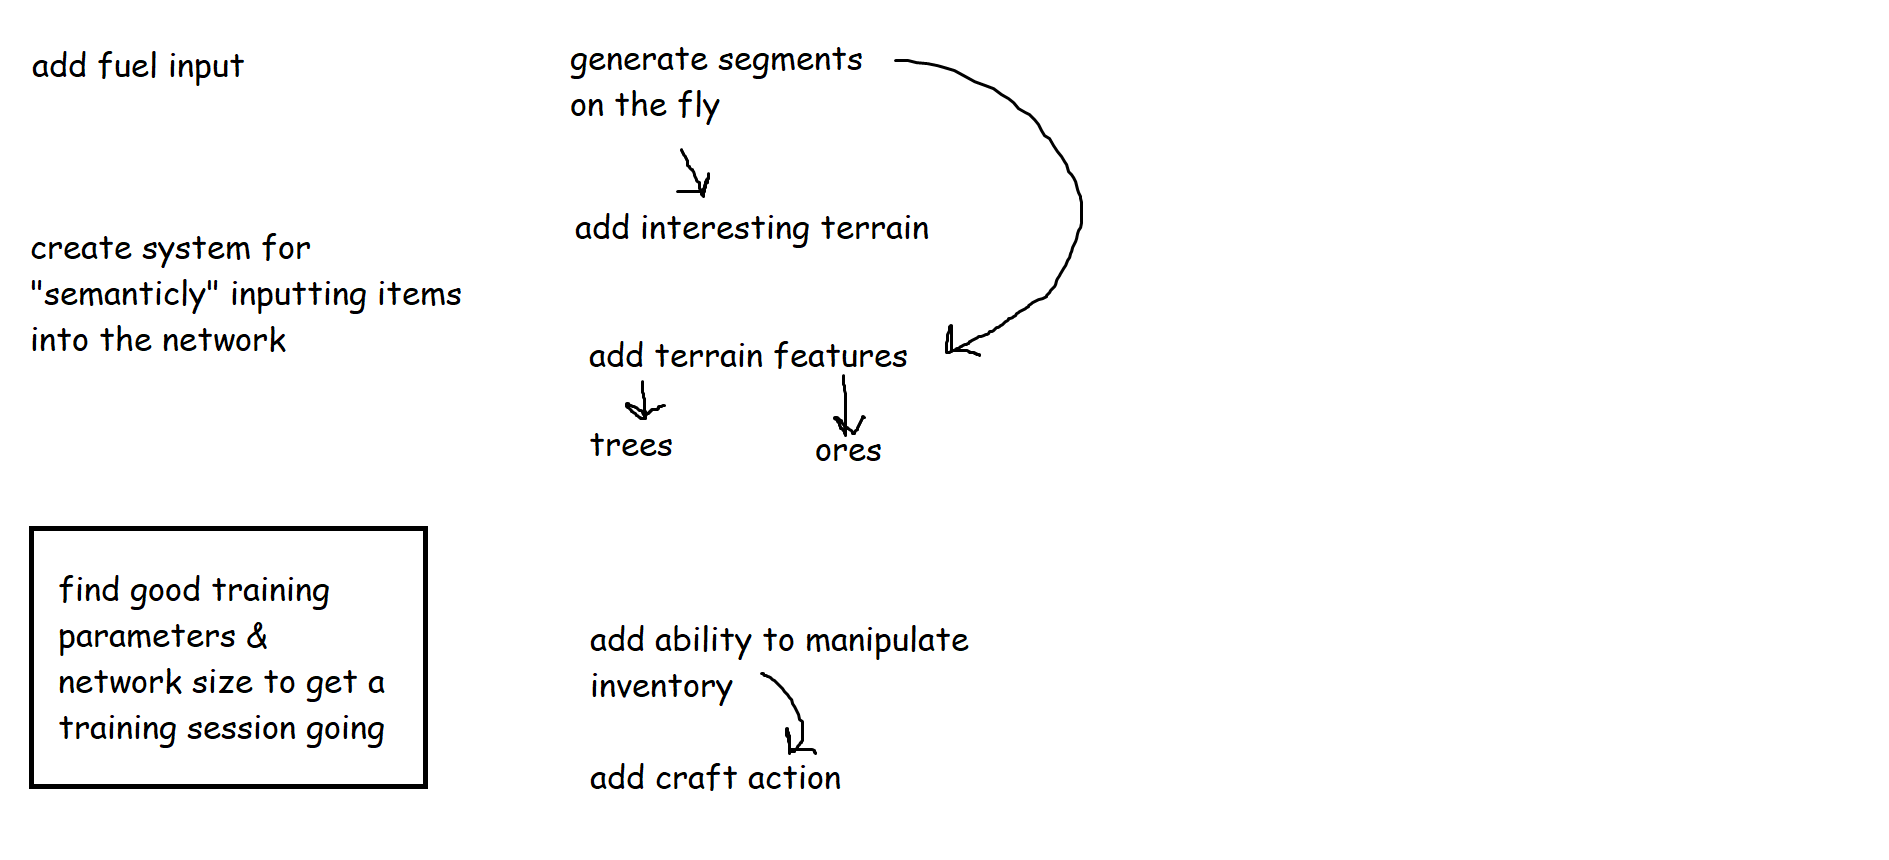 add fuel input
create system for
"semanticly" inputting items
into the network
find good training
parameters &
network size to get a
training session going
generate segments
on the fly
add interesting terrain
add terrain features
trees
ores
add ability to manipulate
inventory
add craft action